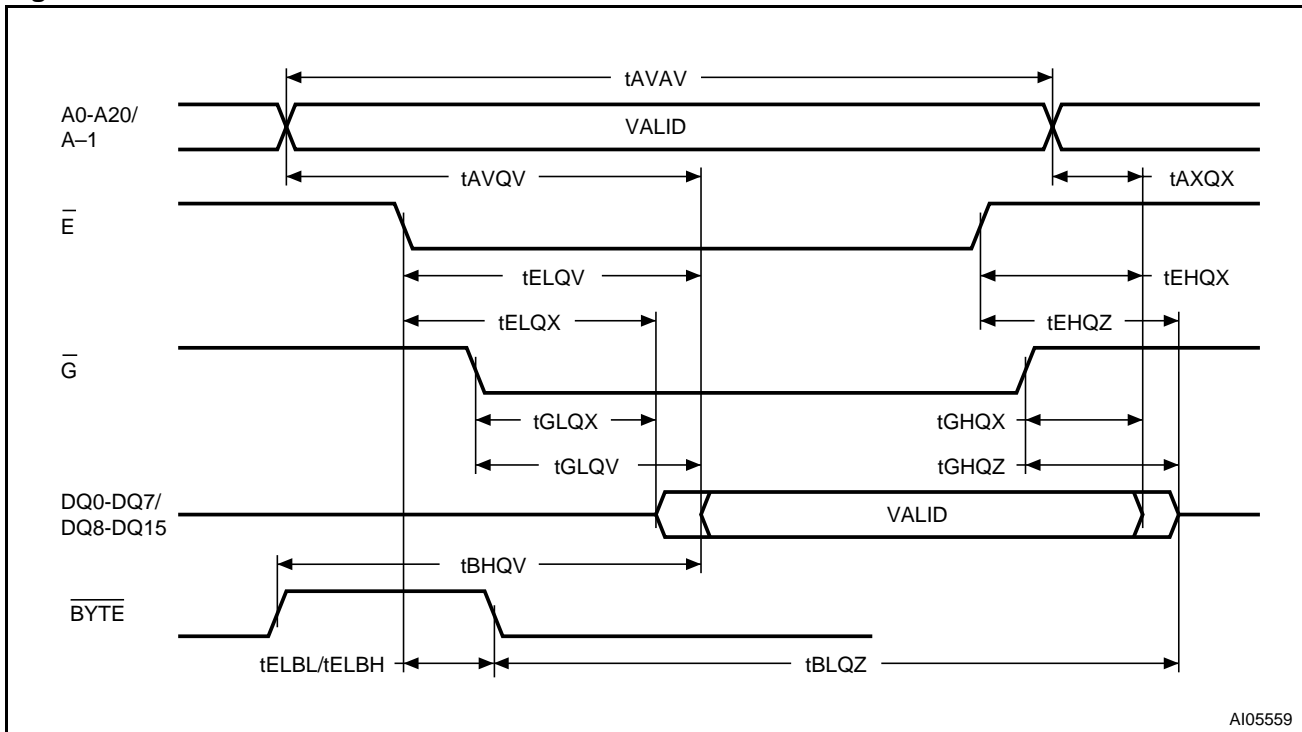 tAVAV
A0-A20/
A–1
VALID
tAVQV
tAXQX
E
tELQV
tEHQX
tELQX
tEHQZ
G
tGLQX
tGHQX
tGLQV
tGHQZ
DQ0-DQ7/
DQ8-DQ15
VALID
tBHQV
BYTE
tELBL/tELBH
tBLQZ
AI05559